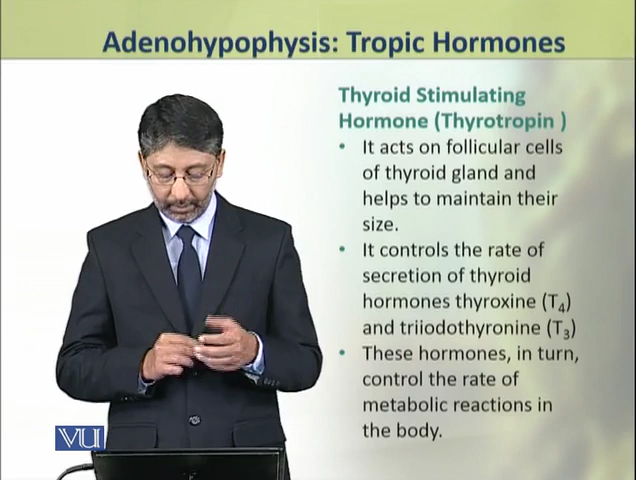 Adenohypophysis: Tropic Hormones
Thyroid Stimulating
Hormone (Thyrotropin )
• It acts on follicular cells
of thyroid gland and
helps to maintain their
size.
• It controls the rate of
secretion of thyroid
hormones thyroxine (T₄)
and triiodothyronine (T₃)
• These hormones, in turn,
control the rate of
metabolic reactions in
the body.
VU